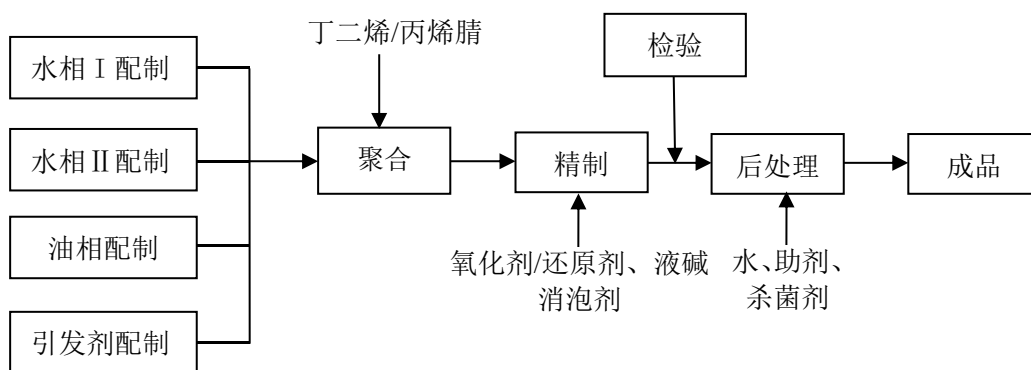 丁二烯/丙烯腈
检验
水相Ⅰ配制
水相Ⅱ配制
聚合
精制
后处理
成品
油相配制
氧化剂/还原剂、液碱
消泡剂
水、助剂、
杀菌剂
引发剂配制